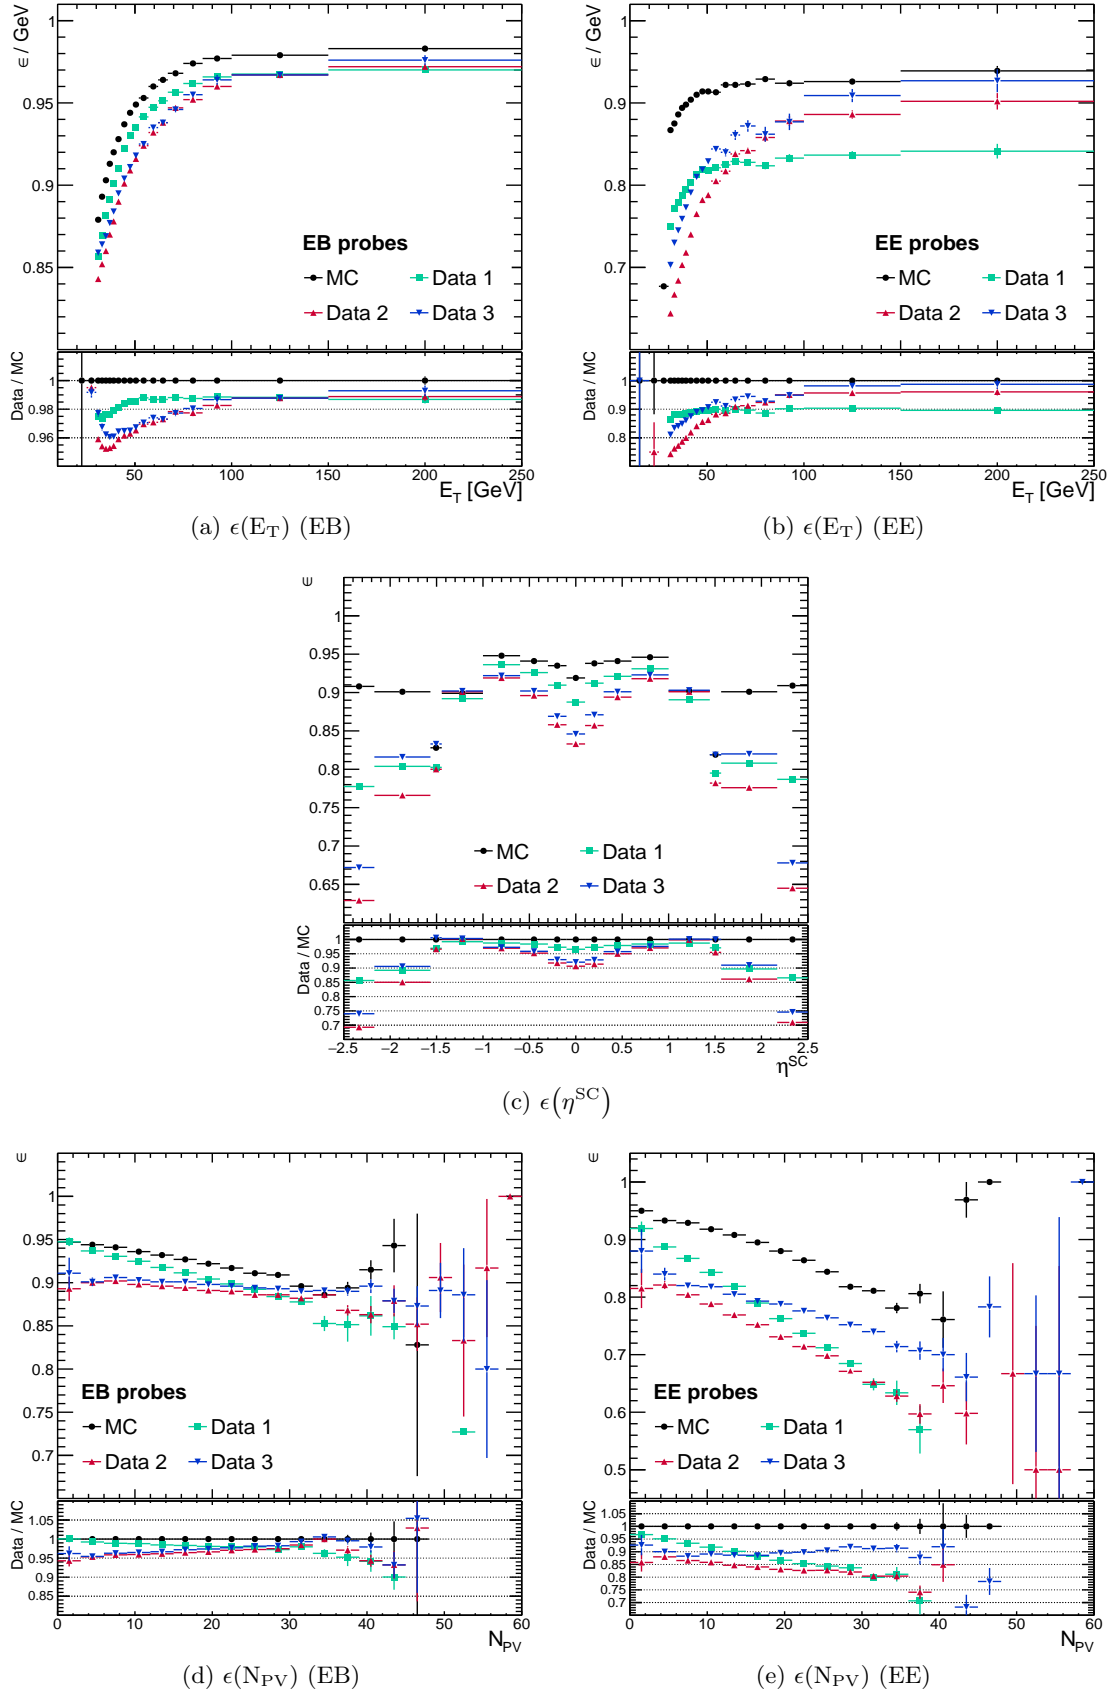 ϵ / GeV
1
0.95
0.9
0.85
EB probes
MC
Data 1
Data 2
Data 3
Data / MC
1
0.98
0.96
50 100 150 200 250
E_T [GeV]
(a) ϵ(E_T) (EB)
ϵ / GeV
1
0.9
0.8
0.7
EE probes
MC
Data 1
Data 2
Data 3
Data / MC
1
0.9
0.8
50 100 150 200 250
E_T [GeV]
(b) ϵ(E_T) (EE)
ϵ
1
0.95
0.9
0.85
0.8
0.75
0.7
0.65
MC
Data 1
Data 2
Data 3
Data / MC
1
0.95
0.9
0.85
0.8
0.75
0.7
−2.5 −2 −1.5 −1 −0.5 0 0.5 1 1.5 2 2.5
η^SC
(c) ϵ(η^SC)
ϵ
1
0.95
0.9
0.85
0.8
0.75
0.7
EB probes
MC
Data 1
Data 2
Data 3
Data / MC
1.05
1
0.95
0.9
0.85
0 10 20 30 40 50 60
N_PV
(d) ϵ(N_PV) (EB)
ϵ
1
0.9
0.8
0.7
0.6
0.5
EE probes
MC
Data 1
Data 2
Data 3
Data / MC
1.05
1
0.95
0.9
0.85
0.8
0.75
0.7
0 10 20 30 40 50 60
N_PV
(e) ϵ(N_PV) (EE)